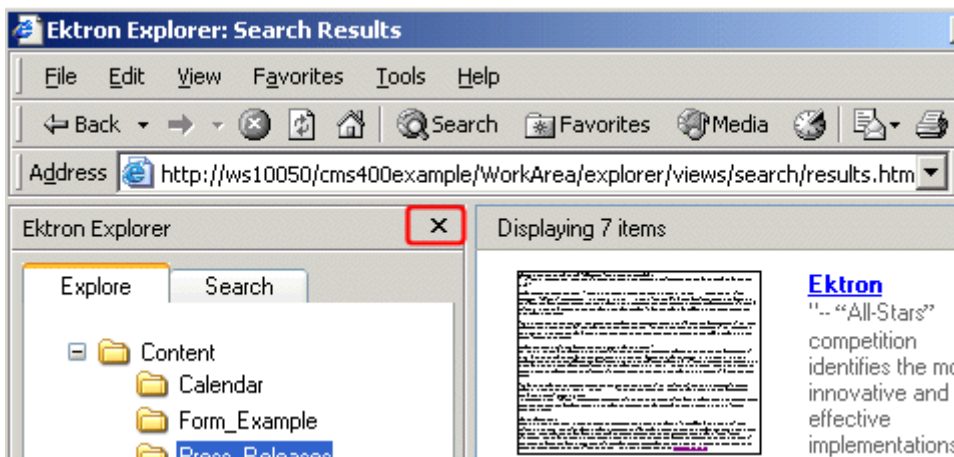 Ektron Explorer: Search Results
File Edit View Favorites Tools Help
Back Search Favorites Media
Address http://ws10050/cms400example/WorkArea/explorer/views/search/results.htm
Ektron Explorer
Displaying 7 items
Explore Search
Content
Calendar
Form_Example
Press_Releases
Ektron
"-- “All-Stars”
competition
identifies the
innovative and
effective
implementations